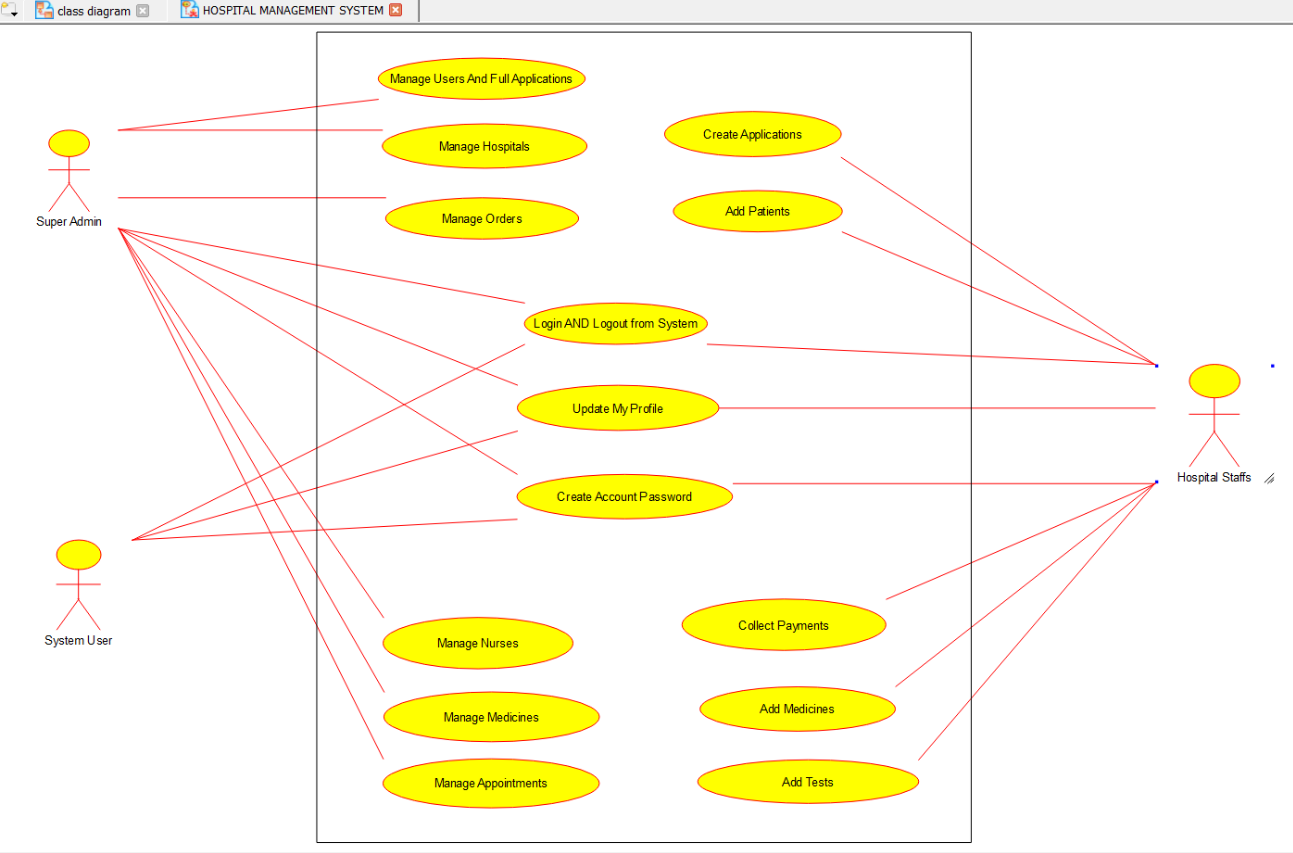 class diagram
HOSPITAL MANAGEMENT SYSTEM
Manage Users And Full Applications
Create Applications
Manage Hospitals
Add Patients
Manage Orders
Super Admin
Login AND Logout from System
Update My Profile
Hospital Staffs
Create Account Password
System User
Collect Payments
Manage Nurses
Add Medicines
Manage Medicines
Add Tests
Manage Appointments